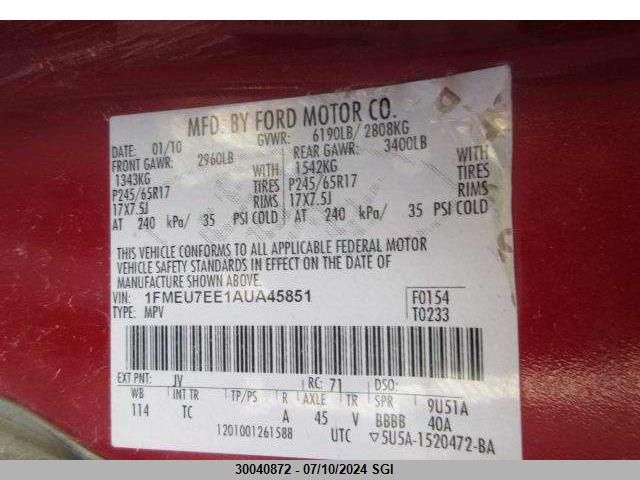 MFD. BY FORD MOTOR CO.
DATE: 01/10 GVWR: 6190LB/ 2808KG
FRONT GAWR: 2960LB REAR GAWR: 3400LB
1343KG WITH 1542KG WITH
P245/65R17 TIRES P245/65R17 TIRES
17X7.5J RIMS 17X7.5J RIMS
AT 240 kPa/ 35 PSI COLD AT 240 kPa/ 35 PSI COLD
THIS VEHICLE CONFORMS TO ALL APPLICABLE FEDERAL MOTOR
VEHICLE SAFETY STANDARDS IN EFFECT ON THE DATE OF
MANUFACTURE SHOWN ABOVE.
VIN: 1FMEU7EE1AUA45851 F0154
TYPE: MPV T0233
EXT PNT: JV RC: 71 DSO:
WB INT TR TP/PS R AXLE TR SPR 9U51A
114 TC A 45 V BBBB 40A
1201001261588 UTC ▽5U5A-1520472-BA
30040872 - 07/10/2024 SGI